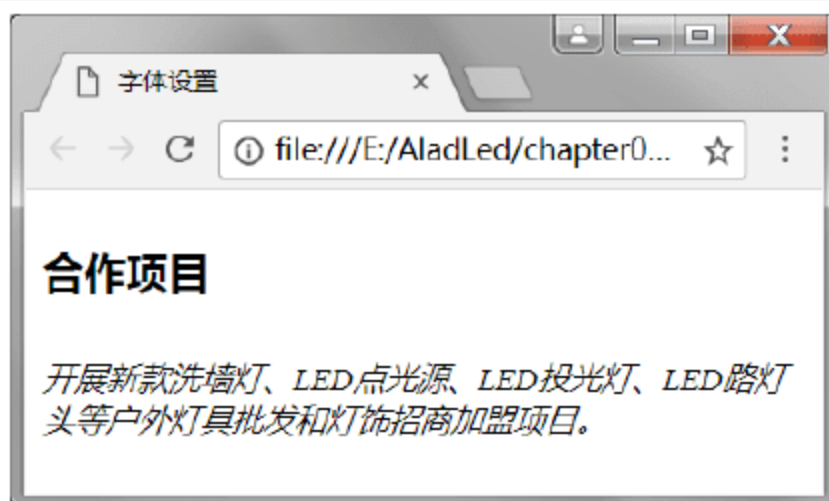 字体设置
file:///E:/AladLed/chapter0...
合作项目
开展新款洗墙灯、LED点光源、LED投光灯、LED路灯
头等户外灯具批发和灯饰招商加盟项目。